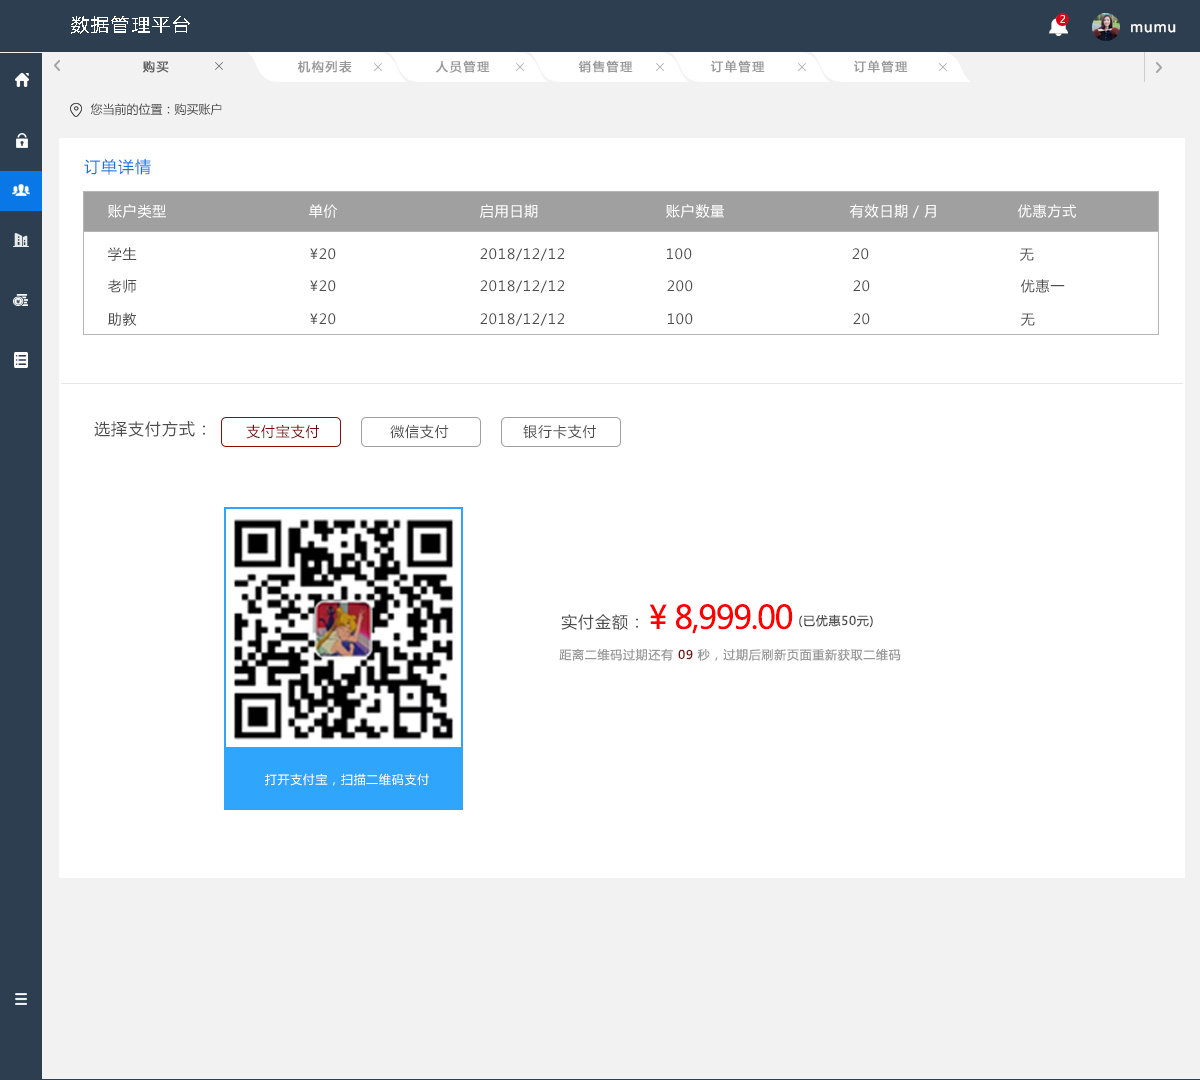 数据管理平台
2
mumu
购买 机构列表 人员管理 销售管理 订单管理 订单管理
您当前的位置：购买账户
订单详情
账户类型 单价 启用日期 账户数量 有效日期 / 月 优惠方式
学生 ¥20 2018/12/12 100 20 无
老师 ¥20 2018/12/12 200 20 优惠一
助教 ¥20 2018/12/12 100 20 无
选择支付方式： 支付宝支付 微信支付 银行卡支付
实付金额：¥ 8,999.00 (已优惠50元)
距离二维码过期还有 09 秒，过期后刷新页面重新获取二维码
打开支付宝，扫描二维码支付